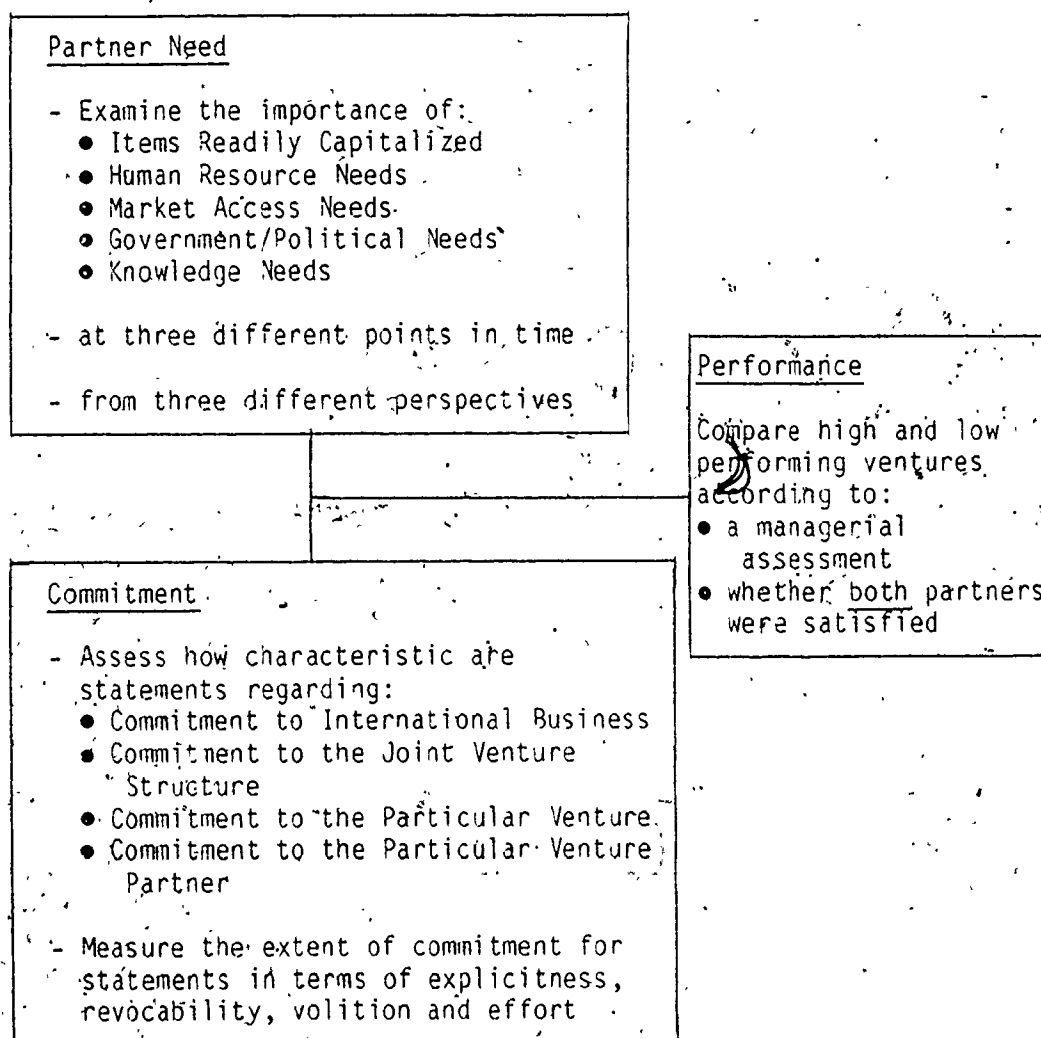 Partner Need
- Examine the importance of:
● Items Readily Capitalized
● Human Resource Needs
● Market Access Needs
● Government/Political Needs
● Knowledge Needs
- at three different points in time
- from three different perspectives
Performance
Compare high and low
performing ventures
according to:
● a managerial
assessment
● whether both partners
were satisfied
Commitment
- Assess how characteristic are
statements regarding:
● Commitment to International Business
● Commitment to the Joint Venture
Structure
● Commitment to the Particular Venture
● Commitment to the Particular Venture
Partner
- Measure the extent of commitment for
statements in terms of explicitness,
revocability, volition and effort